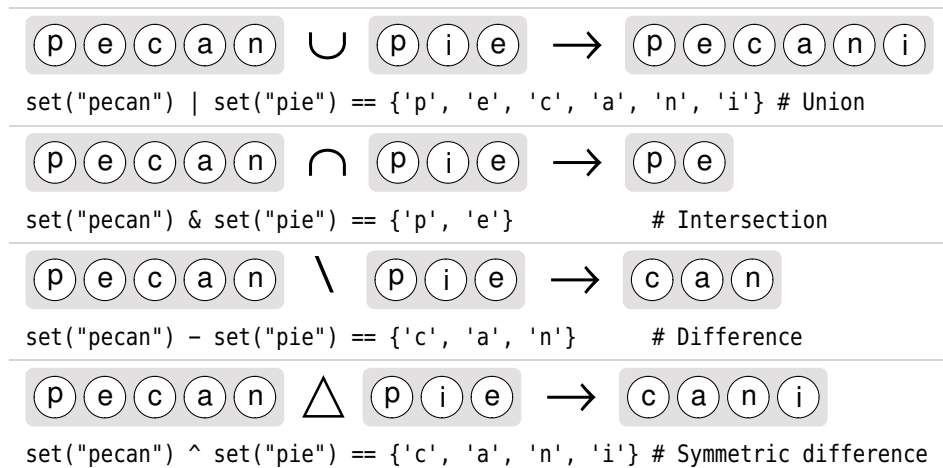 p e c a n ∪ p i e → p e c a n i
set("pecan") | set("pie") == {'p', 'e', 'c', 'a', 'n', 'i'} # Union
p e c a n ∩ p i e → p e
set("pecan") & set("pie") == {'p', 'e'} # Intersection
p e c a n \ p i e → c a n
set("pecan") - set("pie") == {'c', 'a', 'n'} # Difference
p e c a n △ p i e → c a n i
set("pecan") ^ set("pie") == {'c', 'a', 'n', 'i'} # Symmetric difference